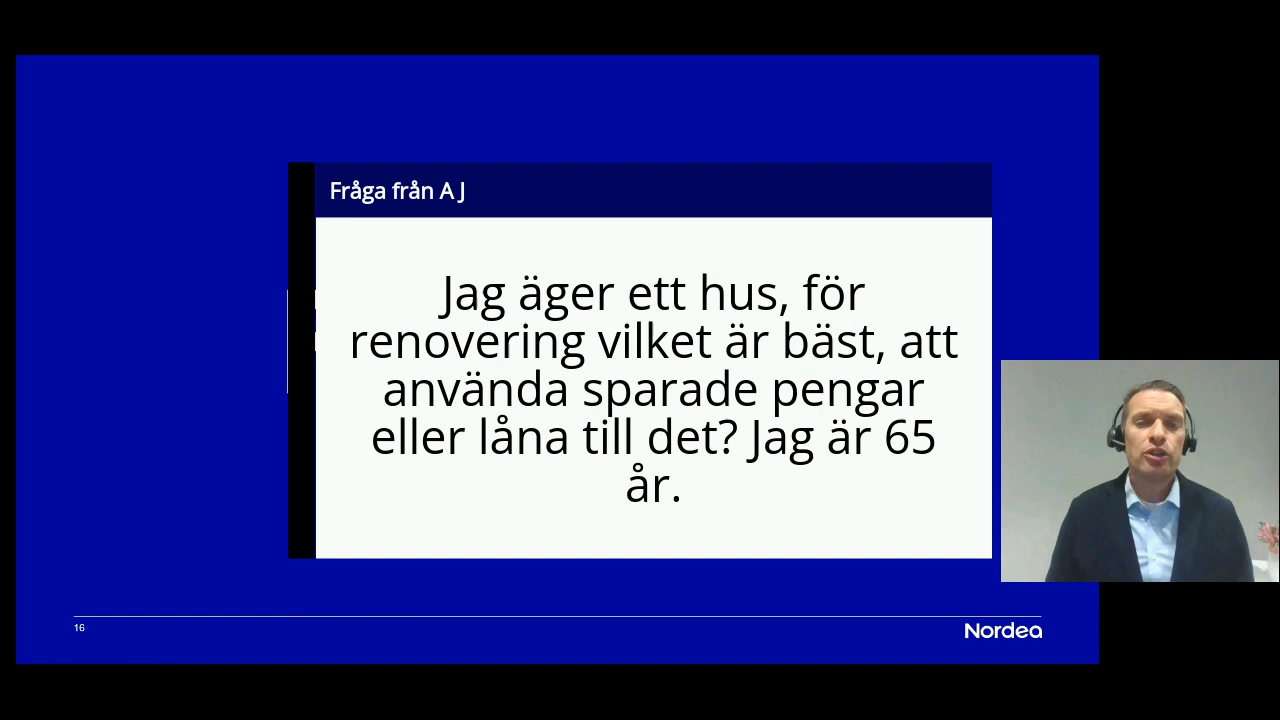 Fråga från A J
Jag äger ett hus, för
renovering vilket är bäst, att
använda sparade pengar
eller låna till det? Jag är 65
år.
16
Nordea